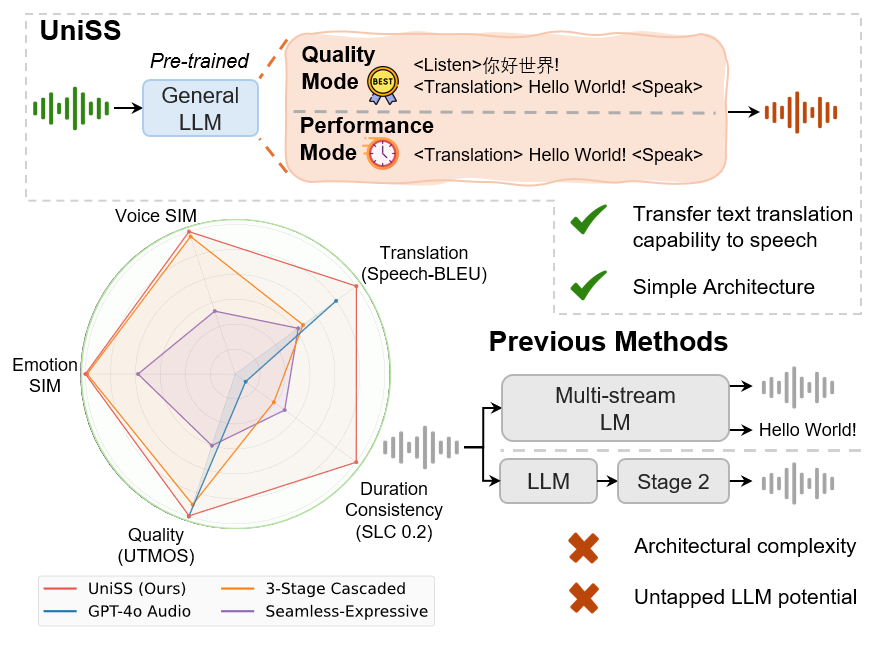 UniSS
Pre-trained
General
LLM
Quality
Mode
BEST
<Listen>你好世界!
<Translation> Hello World! <Speak>
Performance
Mode
<Translation> Hello World! <Speak>
Transfer text translation
capability to speech
Simple Architecture
Voice SIM
Translation
(Speech-BLEU)
Emotion
SIM
Duration
Consistency
(SLC 0.2)
Quality
(UTMOS)
UniSS (Ours)
GPT-4o Audio
3-Stage Cascaded
Seamless-Expressive
Previous Methods
Multi-stream
LM
Hello World!
LLM
Stage 2
Architectural complexity
Untapped LLM potential